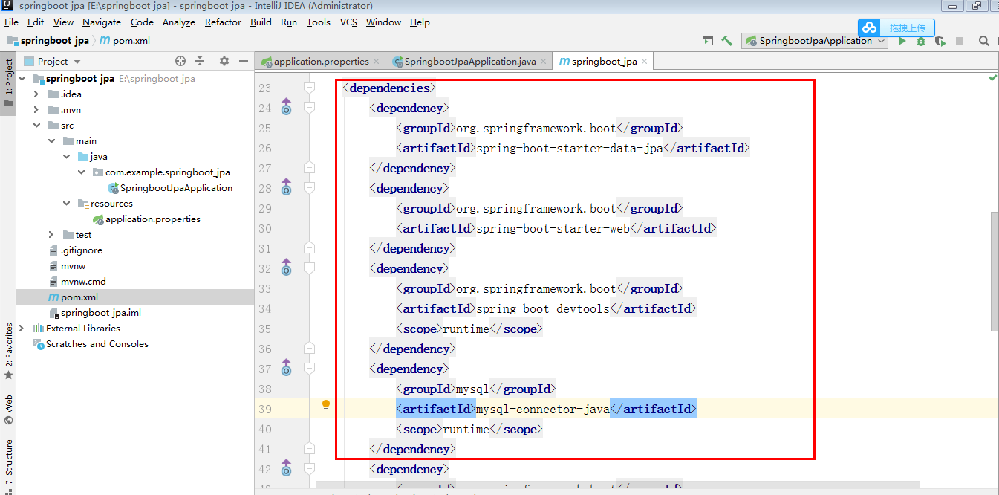 springboot_jpa [E:\springboot_jpa] - springboot_jpa - IntelliJ IDEA (Administrator)
File Edit View Navigate Code Analyze Refactor Build Run Tools VCS Window Help
拖拽上传
springboot_jpa pom.xml
SpringbootJpaApplication
Project
application.properties
SpringbootJpaApplication.java
springboot_jpa
1: Project
springboot_jpa E:\springboot_jpa
.idea
.mvn
src
main
java
com.example.springboot_jpa
SpringbootJpaApplication
resources
application.properties
test
.gitignore
mvnw
mvnw.cmd
pom.xml
springboot_jpa.iml
External Libraries
Scratches and Consoles
2: Favorites
Web
7: Structure
23 <dependencies>
24 <dependency>
25 <groupId>org.springframework.boot</groupId>
26 <artifactId>spring-boot-starter-data-jpa</artifactId>
27 </dependency>
28 <dependency>
29 <groupId>org.springframework.boot</groupId>
30 <artifactId>spring-boot-starter-web</artifactId>
31 </dependency>
32 <dependency>
33 <groupId>org.springframework.boot</groupId>
34 <artifactId>spring-boot-devtools</artifactId>
35 <scope>runtime</scope>
36 </dependency>
37 <dependency>
38 <groupId>mysql</groupId>
39 <artifactId>mysql-connector-java</artifactId>
40 <scope>runtime</scope>
41 </dependency>
42 <dependency>